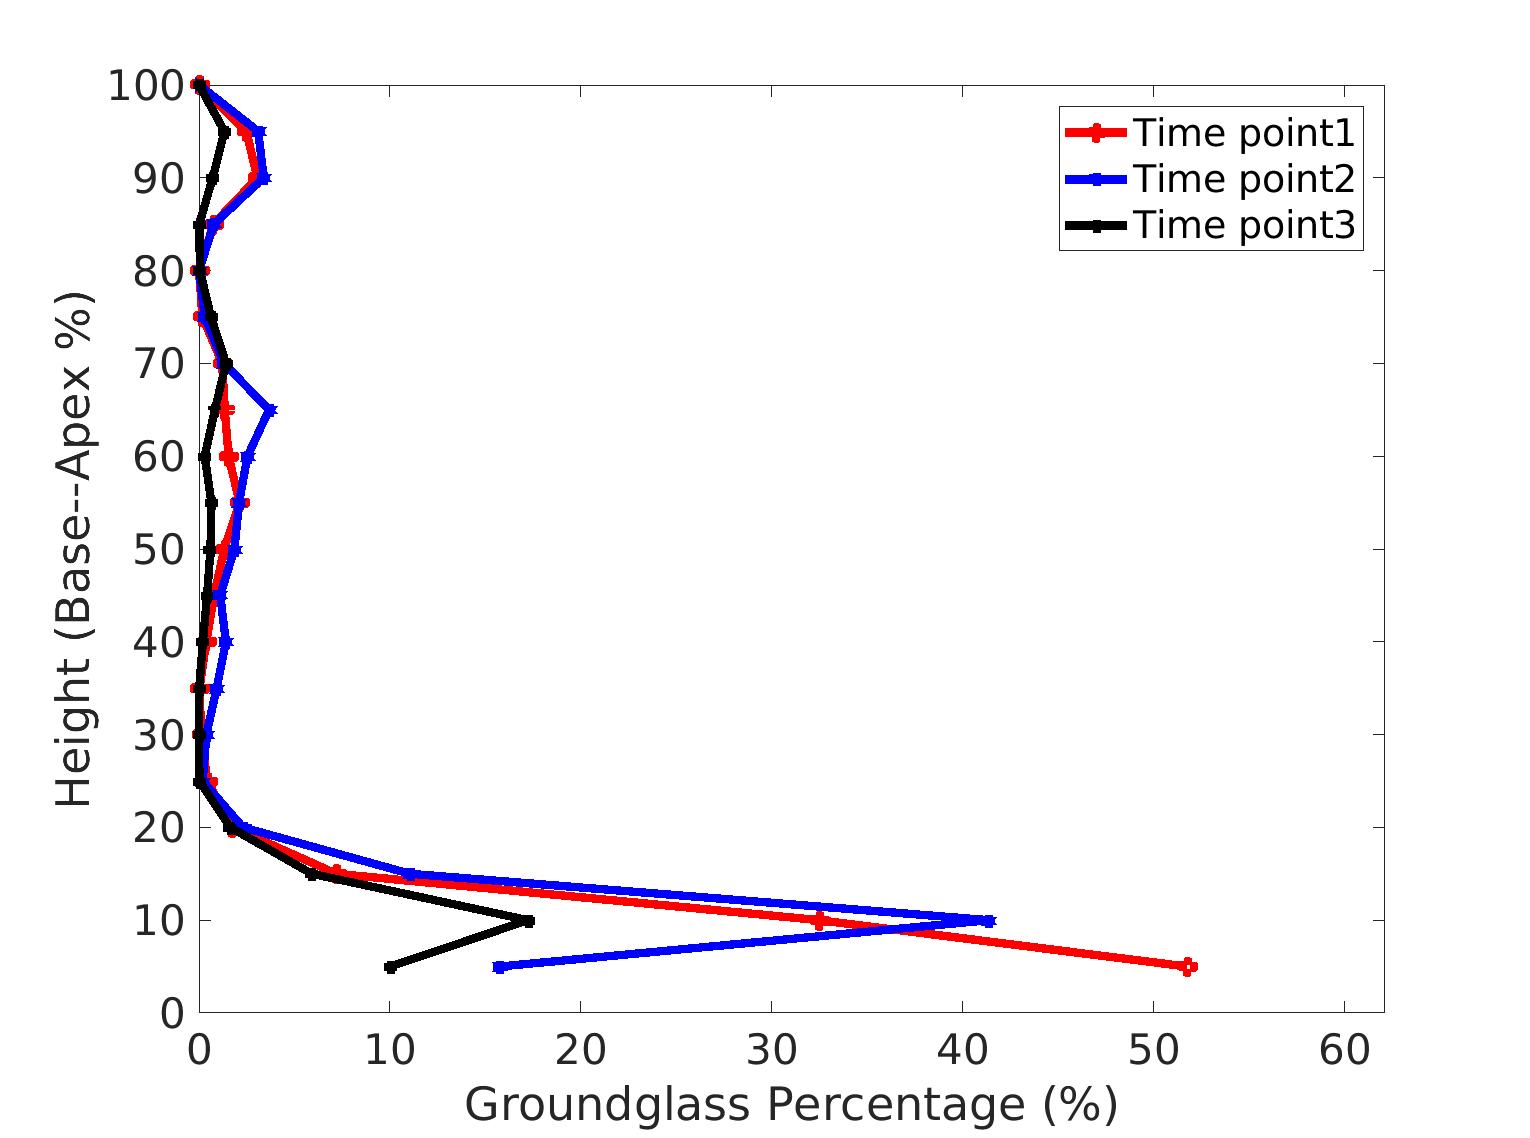 100
90
80
70
60
50
40
30
20
10
0
0 10 20 30 40 50 60
Height (Base--Apex %)
Groundglass Percentage (%)
Time point1
Time point2
Time point3